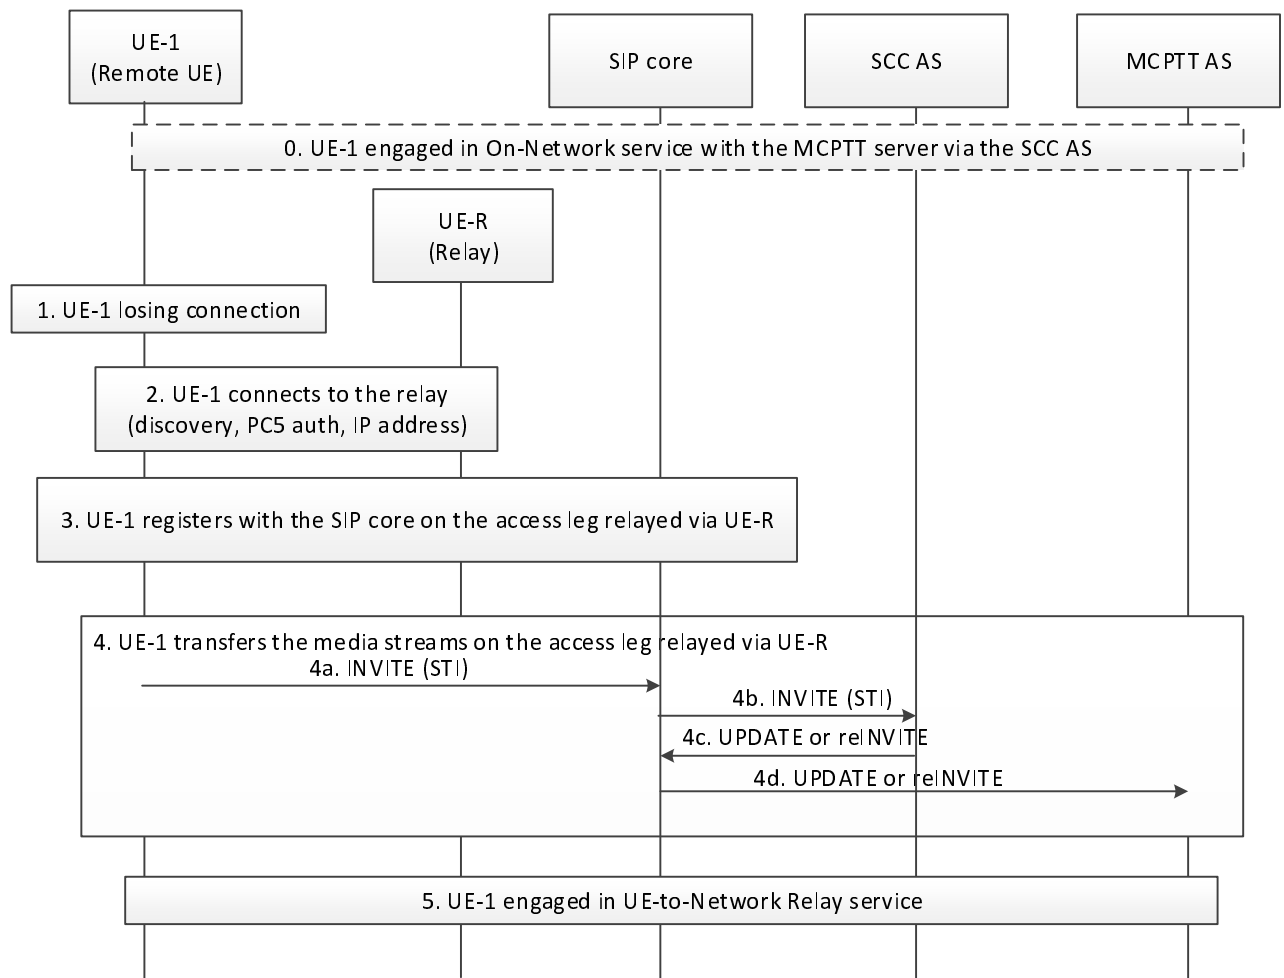 UE-1
(Remote UE)
SIP core
SCC AS
MCPTT AS
0. UE-1 engaged in On-Network service with the MCPTT server via the SCC AS
UE-R
(Relay)
1. UE-1 losing connection
2. UE-1 connects to the relay
(discovery, PC5 auth, IP address)
3. UE-1 registers with the SIP core on the access leg relayed via UE-R
4. UE-1 transfers the media streams on the access leg relayed via UE-R
4a. INVITE (STI)
4b. INVITE (STI)
4c. UPDATE or reINVITE
4d. UPDATE or reINVITE
5. UE-1 engaged in UE-to-Network Relay service